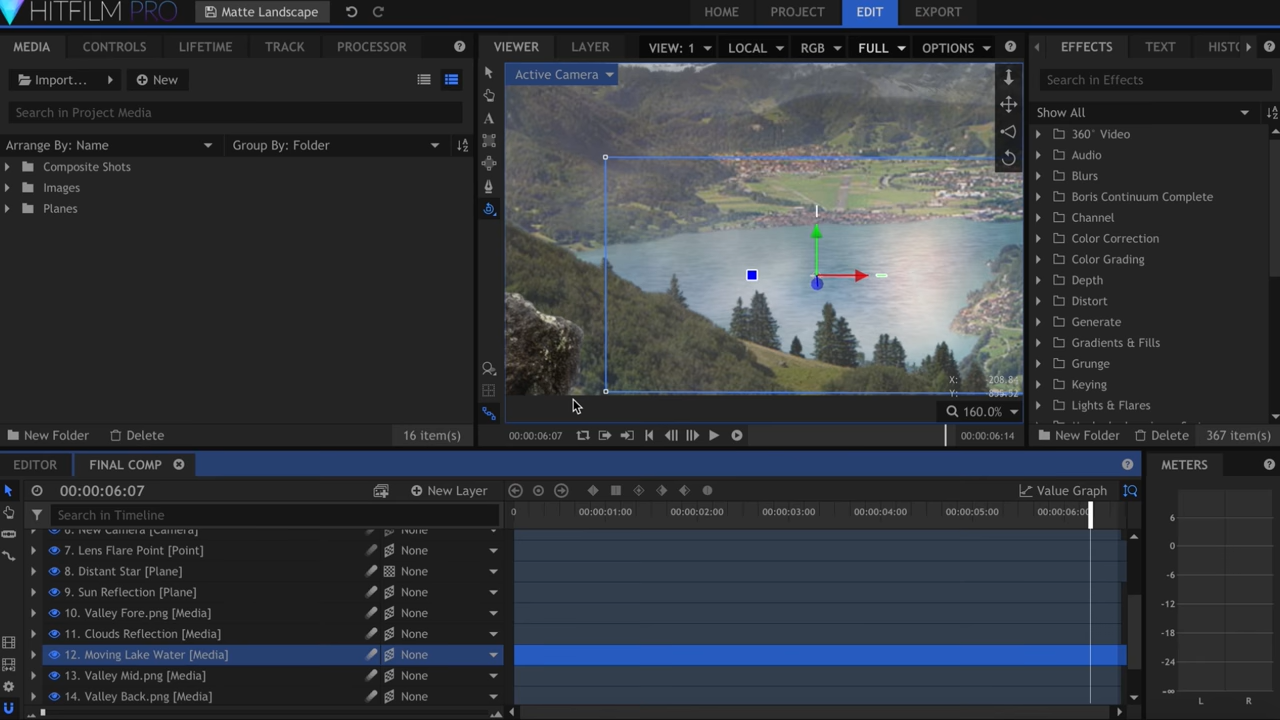 HITFILM PRO
Matte Landscape
HOME
PROJECT
EDIT
EXPORT
MEDIA
CONTROLS
LIFETIME
TRACK
PROCESSOR
Import...
New
Search in Project Media
Arrange By: Name
Group By: Folder
Composite Shots
Images
Planes
New Folder
Delete
16 item(s)
VIEWER
LAYER
VIEW: 1
LOCAL
RGB
FULL
OPTIONS
Active Camera
X:
Y:
160.0%
00:00:06:07
00:00:06:14
EFFECTS
TEXT
HISTO
Search in Effects
Show All
360° Video
Audio
Blurs
Boris Continuum Complete
Channel
Color Correction
Color Grading
Depth
Distort
Generate
Gradients & Fills
Grunge
Keying
Lights & Flares
New Folder
Delete
367 item(s)
EDITOR
FINAL COMP
00:00:06:07
New Layer
Value Graph
Search in Timeline
0
00:00:01:00
00:00:02:00
00:00:03:00
00:00:04:00
00:00:05:00
00:00:06:00
6. New Camera [Camera]
7. Lens Flare Point [Point]
None
8. Distant Star [Plane]
None
9. Sun Reflection [Plane]
None
10. Valley Fore.png [Media]
None
11. Clouds Reflection [Media]
None
12. Moving Lake Water [Media]
None
13. Valley Mid.png [Media]
None
14. Valley Back.png [Media]
None
METERS
6
0
-6
-12
-18
-24
-∞
L
R